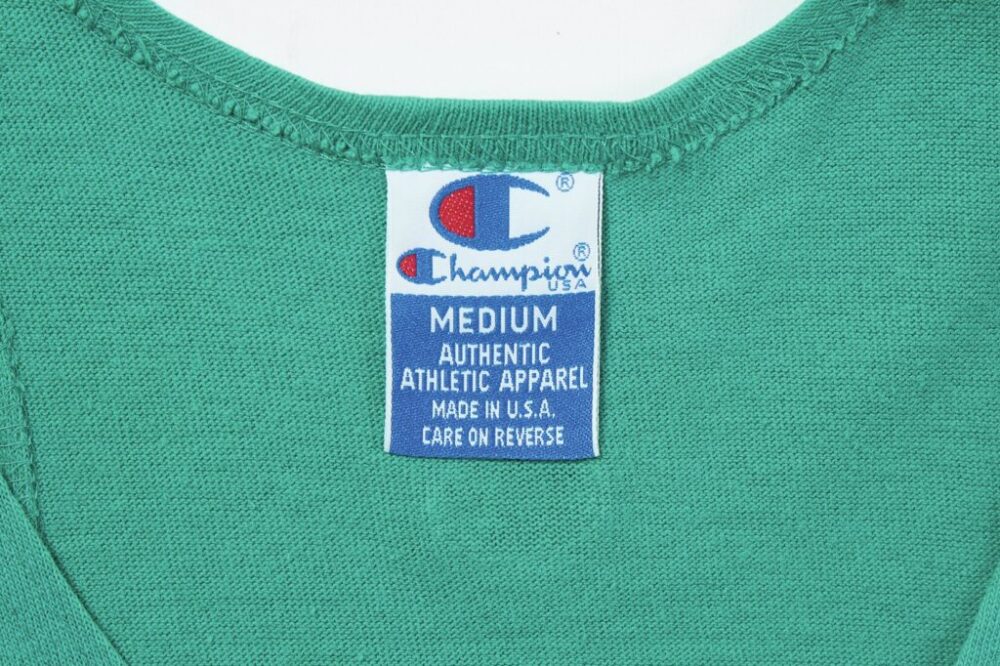 ®
®
Champion
USA
MEDIUM
AUTHENTIC
ATHLETIC APPAREL
MADE IN U.S.A.
CARE ON REVERSE